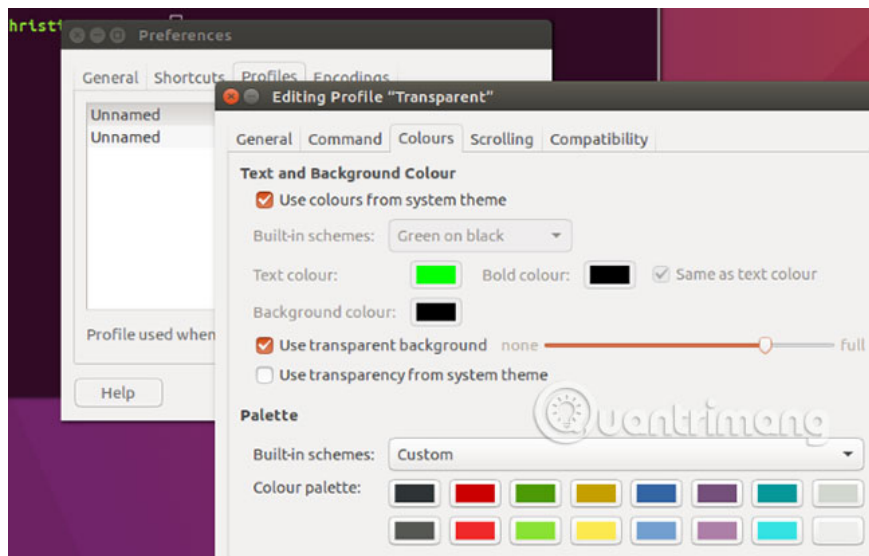 hristi
Preferences
General Shortcuts Profiles Encodings
Unnamed
Unnamed
Profile used when
Help
Editing Profile “Transparent”
General Command Colours Scrolling Compatibility
Text and Background Colour
Use colours from system theme
Built-in schemes: Green on black
Text colour: Bold colour: Same as text colour
Background colour:
Use transparent background none full
Use transparency from system theme
Palette
Built-in schemes: Custom
Colour palette:
Quantrimang